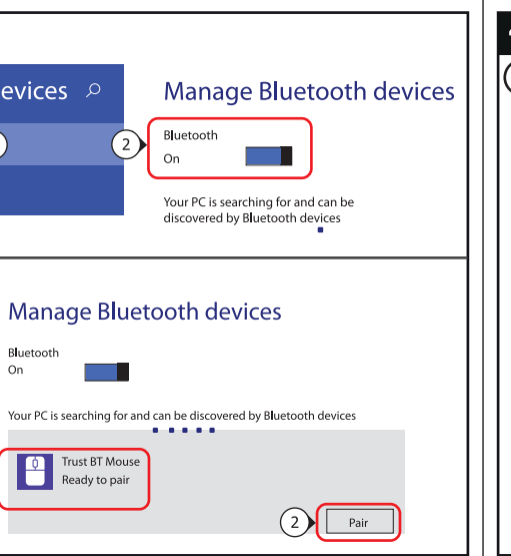 evices
Manage Bluetooth devices
2
Bluetooth
On
Your PC is searching for and can be
discovered by Bluetooth devices
Manage Bluetooth devices
Bluetooth
On
Your PC is searching for and can be discovered by Bluetooth devices
Trust BT Mouse
Ready to pair
2
Pair